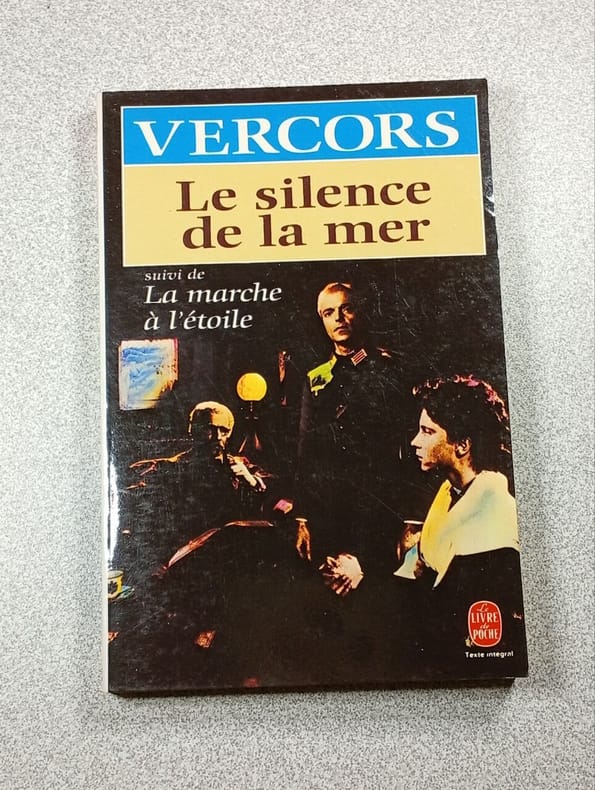 VERCORS
Le silence
de la mer
suivi de
La marche
à l'étoile
Le
LIVRE
de
POCHE
Texte intégral